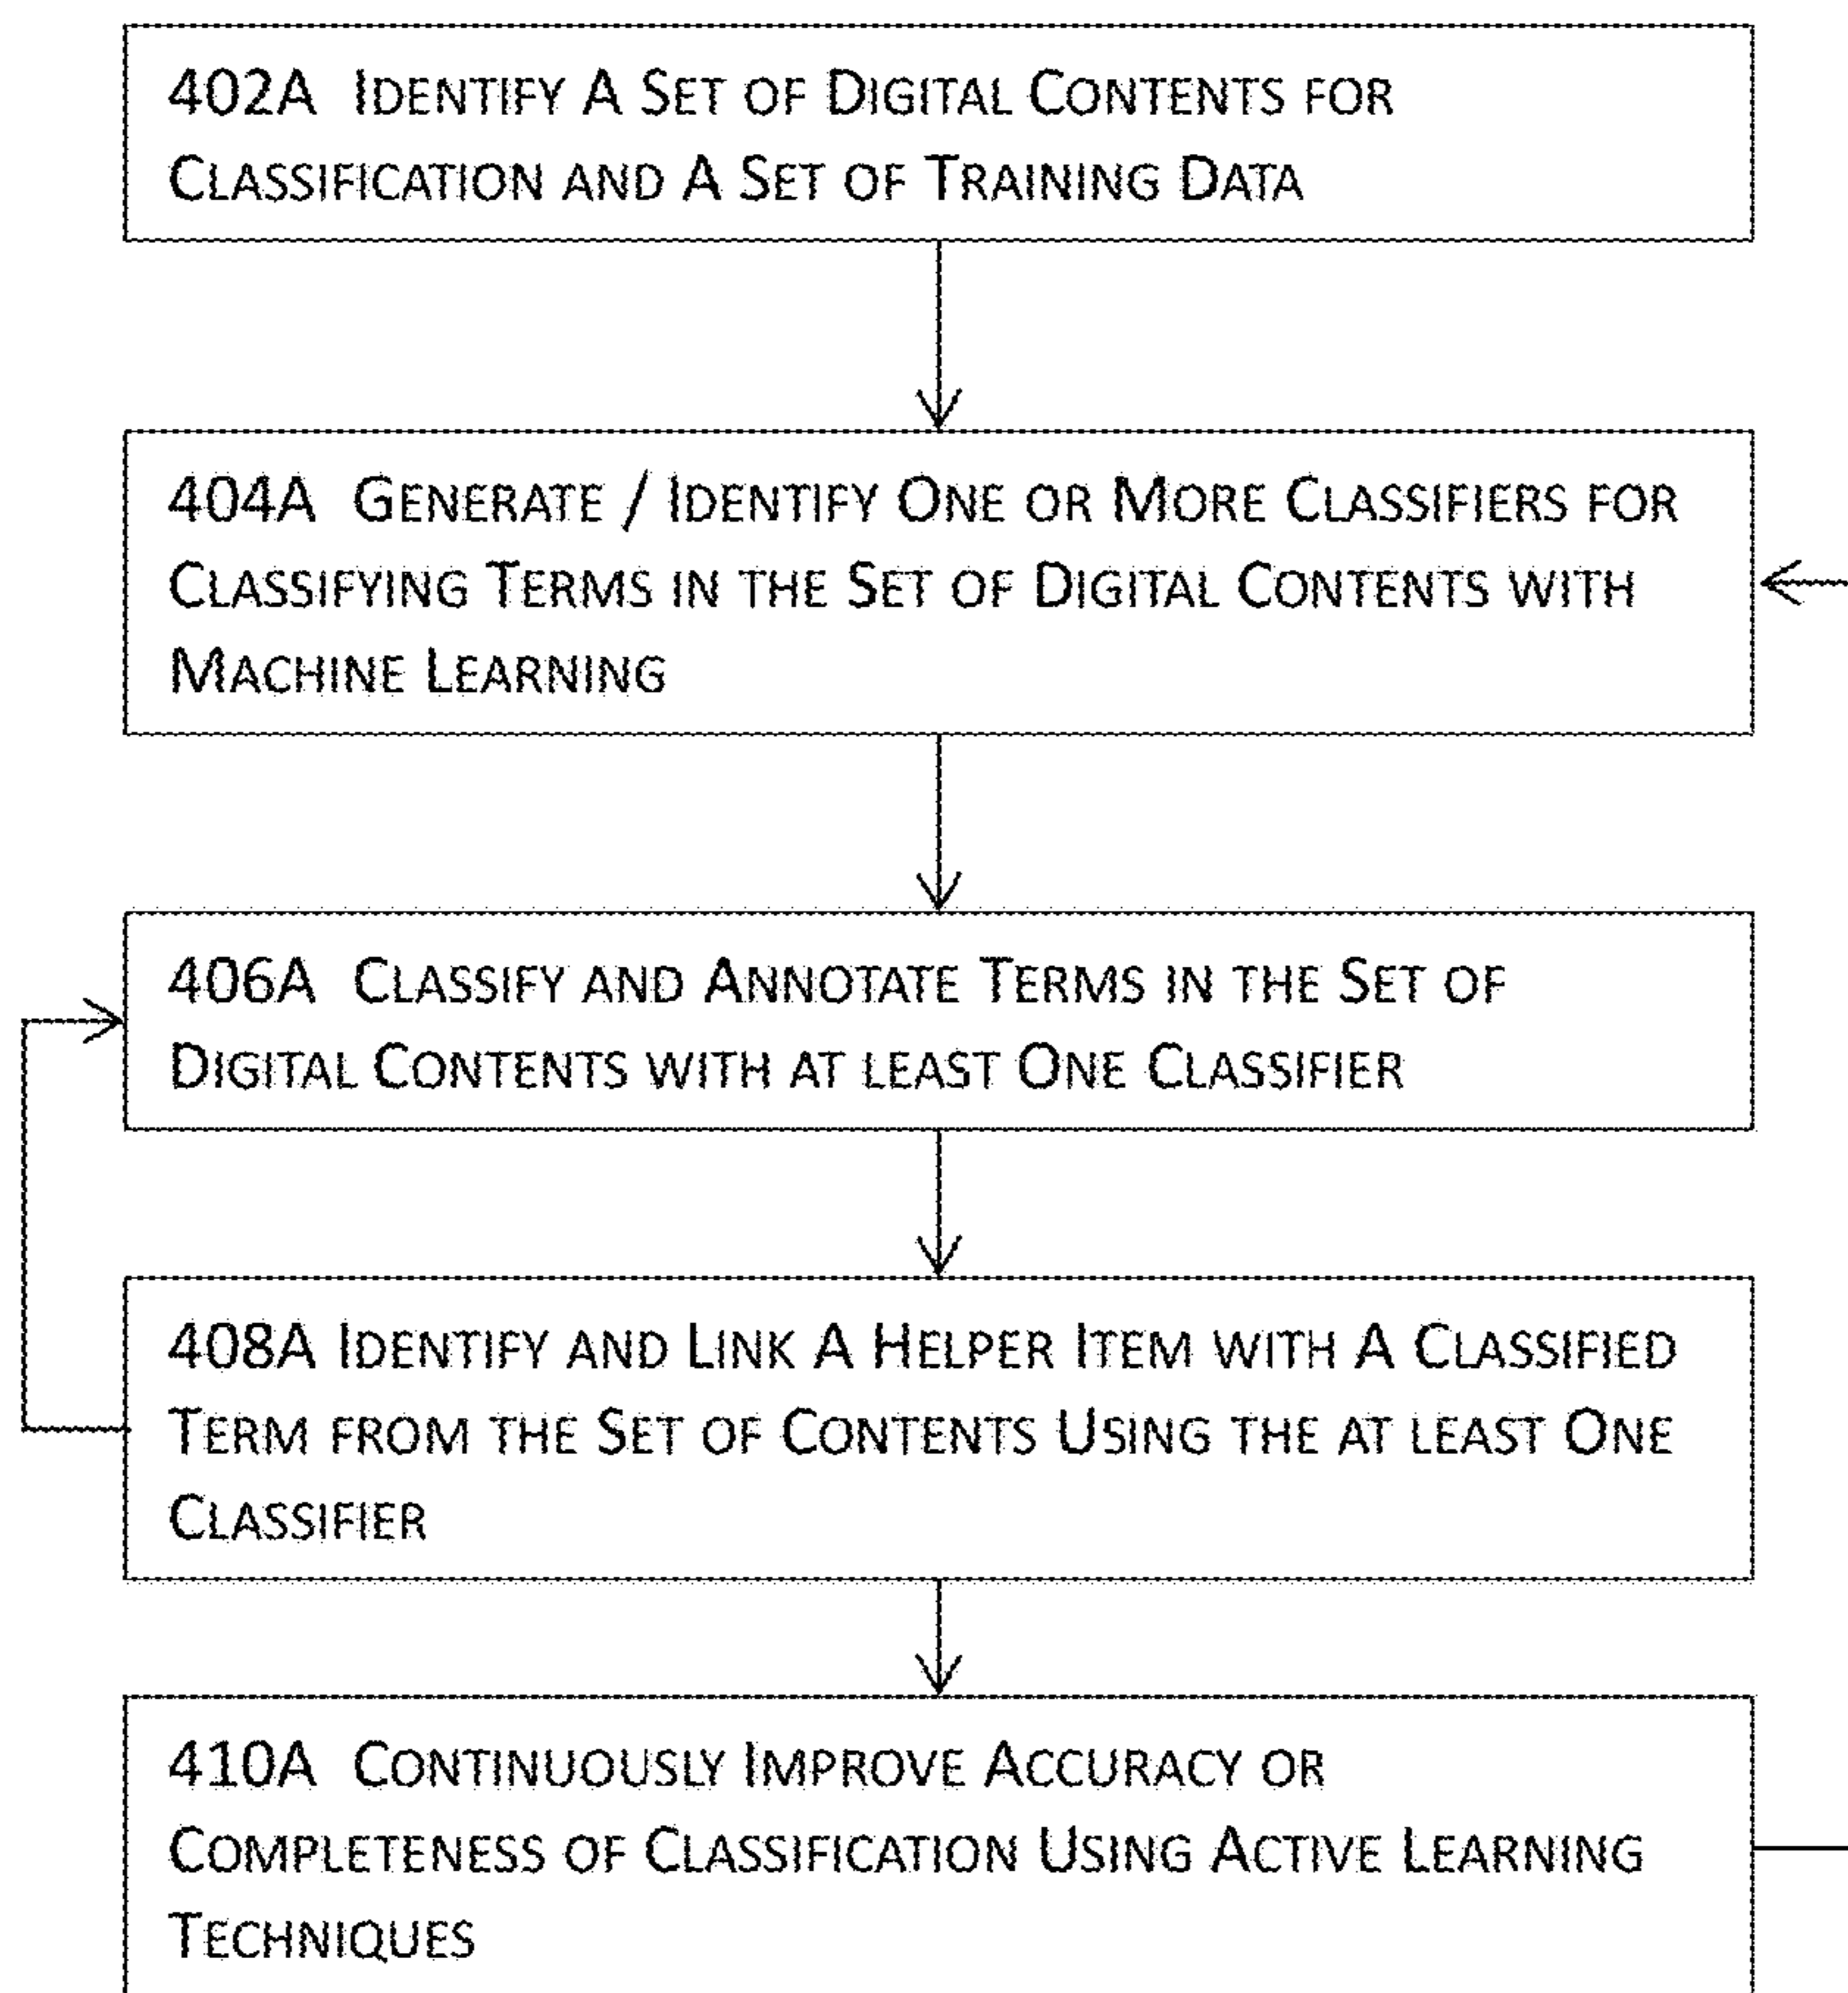 402A IDENTIFY A SET OF DIGITAL CONTENTS FOR
CLASSIFICATION AND A SET OF TRAINING DATA
404A GENERATE / IDENTIFY ONE OR MORE CLASSIFIERS FOR
CLASSIFYING TERMS IN THE SET OF DIGITAL CONTENTS WITH
MACHINE LEARNING
406A CLASSIFY AND ANNOTATE TERMS IN THE SET OF
DIGITAL CONTENTS WITH AT LEAST ONE CLASSIFIER
408A IDENTIFY AND LINK A HELPER ITEM WITH A CLASSIFIED
TERM FROM THE SET OF CONTENTS USING THE AT LEAST ONE
CLASSIFIER
410A CONTINUOUSLY IMPROVE ACCURACY OR
COMPLETENESS OF CLASSIFICATION USING ACTIVE LEARNING
TECHNIQUES